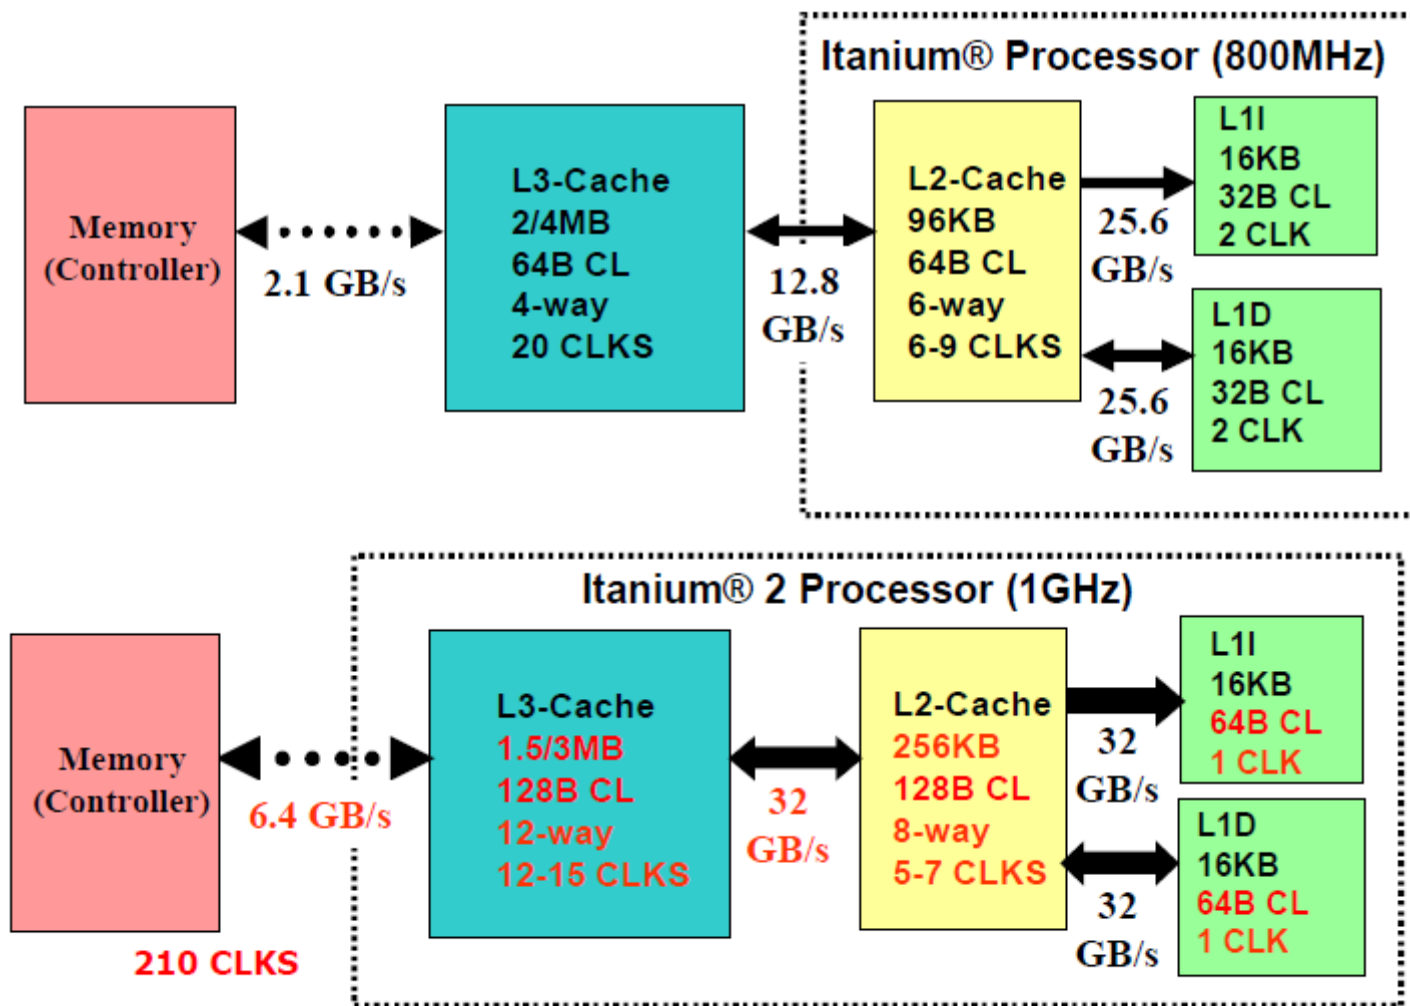 Itanium® Processor (800MHz)
Memory
(Controller)
2.1 GB/s
L3-Cache
2/4MB
64B CL
4-way
20 CLKS
12.8
GB/s
L2-Cache
96KB
64B CL
6-way
6-9 CLKS
25.6
GB/s
L1I
16KB
32B CL
2 CLK
25.6
GB/s
L1D
16KB
32B CL
2 CLK
Itanium® 2 Processor (1GHz)
Memory
(Controller)
210 CLKS
6.4 GB/s
L3-Cache
1.5/3MB
128B CL
12-way
12-15 CLKS
32
GB/s
L2-Cache
256KB
128B CL
8-way
5-7 CLKS
32
GB/s
L1I
16KB
64B CL
1 CLK
32
GB/s
L1D
16KB
64B CL
1 CLK